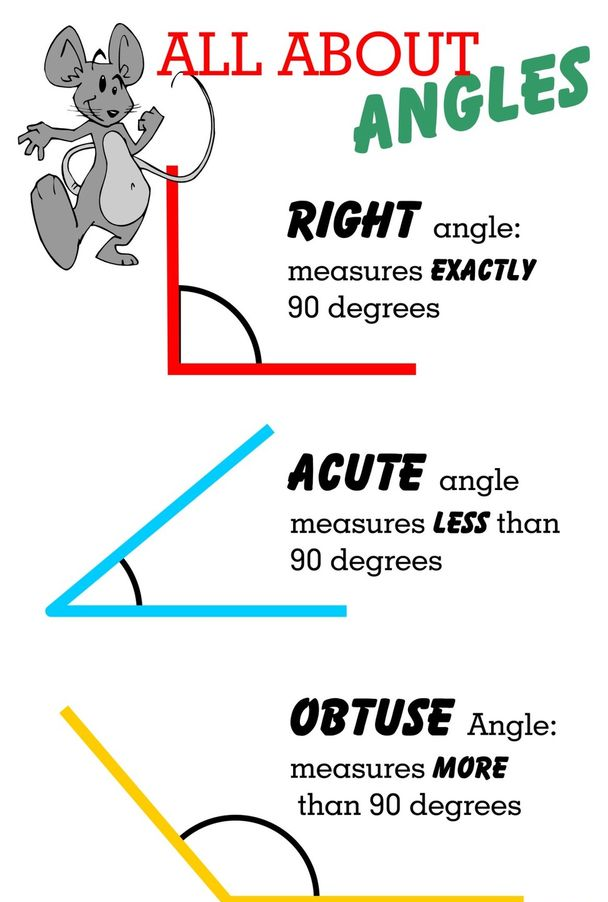 ALL ABOUT
ANGLES
RIGHT angle:
measures EXACTLY
90 degrees
ACUTE angle
measures LESS than
90 degrees
OBTUSE Angle:
measures MORE
than 90 degrees